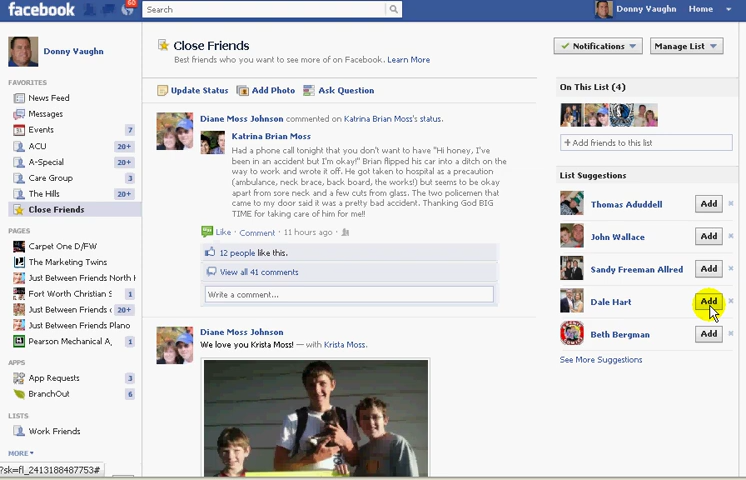 facebook
60
Search
Donny Vaughn
Home
Donny Vaughn
FAVORITES
News Feed
Messages
Events 7
ACU 20+
A-Special 20+
Care Group 3
The Hills 20+
Close Friends
PAGES
Carpet One D/FW
The Marketing Twins
Just Between Friends North
Fort Worth Christian S 1
Just Between Friends 20+
Just Between Friends Plano
Pearson Mechanical A 1
APPS
App Requests 3
BranchOut 6
LISTS
Work Friends
MORE
?sk=fl_2413188487753#
Close Friends
Best friends who you want to see more of on Facebook. Learn More
Update Status Add Photo Ask Question
Diane Moss Johnson commented on Katrina Brian Moss's status.
Katrina Brian Moss
Had a phone call tonight that you don't want to have "Hi honey, I've
been in an accident but I'm okay!" Brian flipped his car into a ditch on the
way to work and wrote it off. He got taken to hospital as a precaution
(ambulance, neck brace, back board, the works!) but seems to be okay
apart from sore neck and a few cuts from glass. The two policemen that
came to my door said it was a pretty bad accident. Thanking God BIG
TIME for taking care of him for me!!
Like · Comment · 11 hours ago ·
12 people like this.
View all 41 comments
Write a comment...
Diane Moss Johnson
We love you Krista Moss! — with Krista Moss.
Notifications Manage List
On This List (4)
+ Add friends to this list
List Suggestions
Thomas Aduddell Add ×
John Wallace Add ×
Sandy Freeman Allred Add ×
Dale Hart Add ×
Beth Bergman Add ×
See More Suggestions